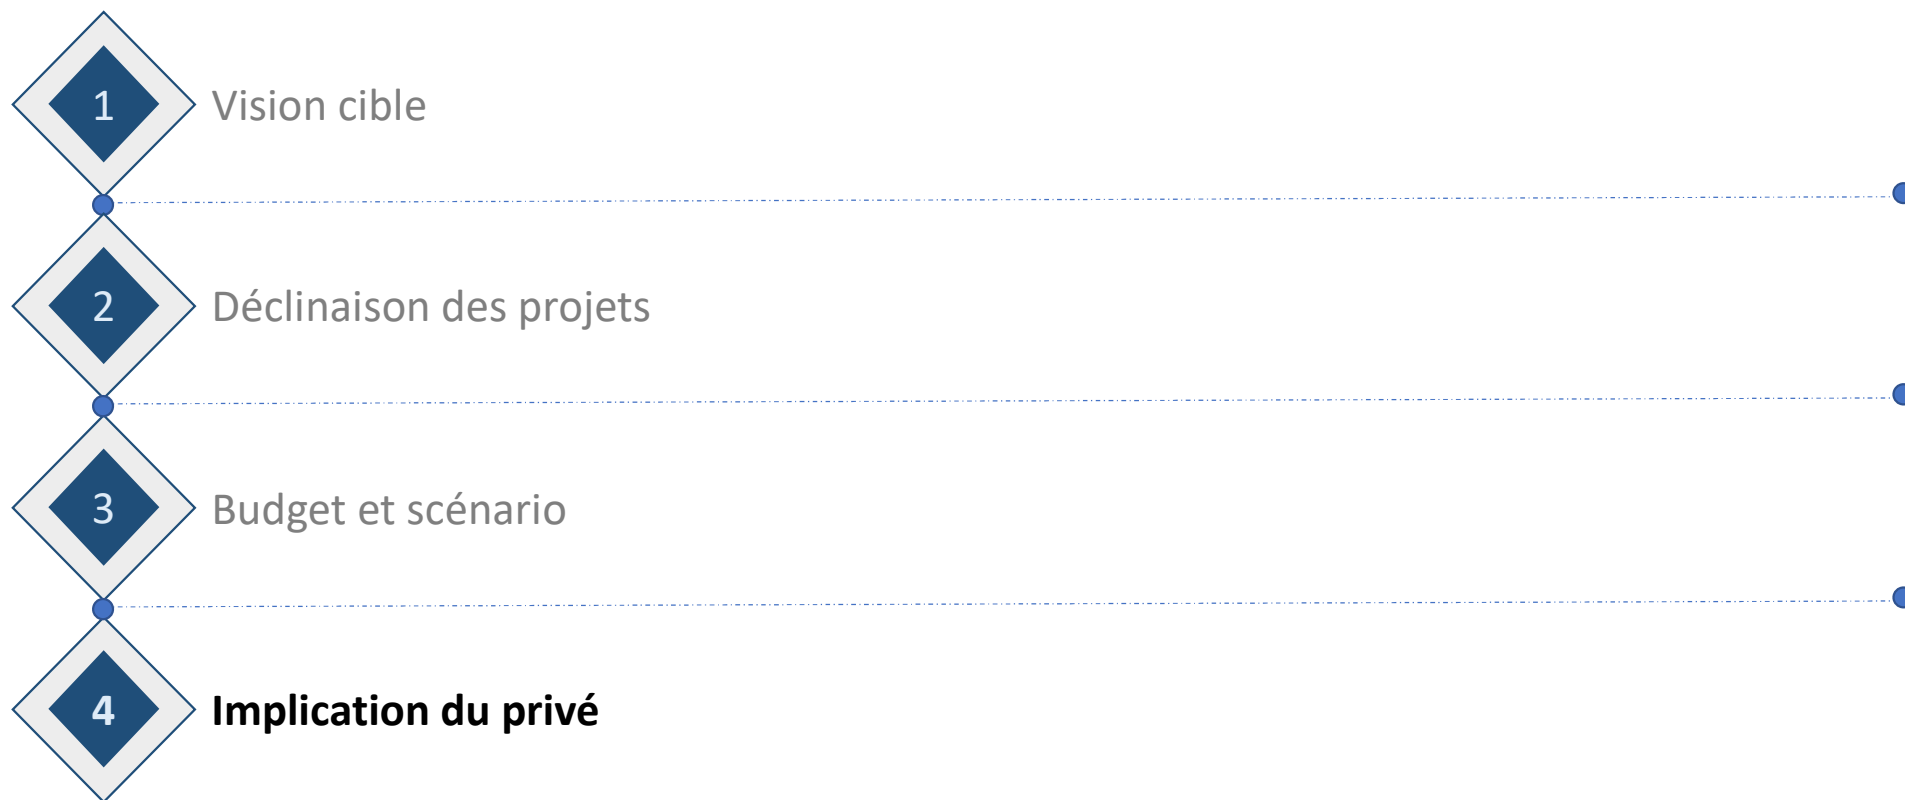 1
Vision cible
2
Déclinaison des projets
3
Budget et scénario
4
Implication du privé